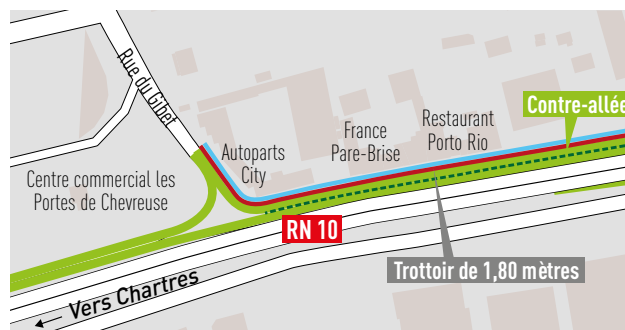 Rue du Gibet
Contre-allée
Restaurant
Porto Rio
France
Pare-Brise
Autoparts
City
Centre commercial les
Portes de Chevreuse
RN 10
Trottoir de 1,80 mètres
Vers Chartres